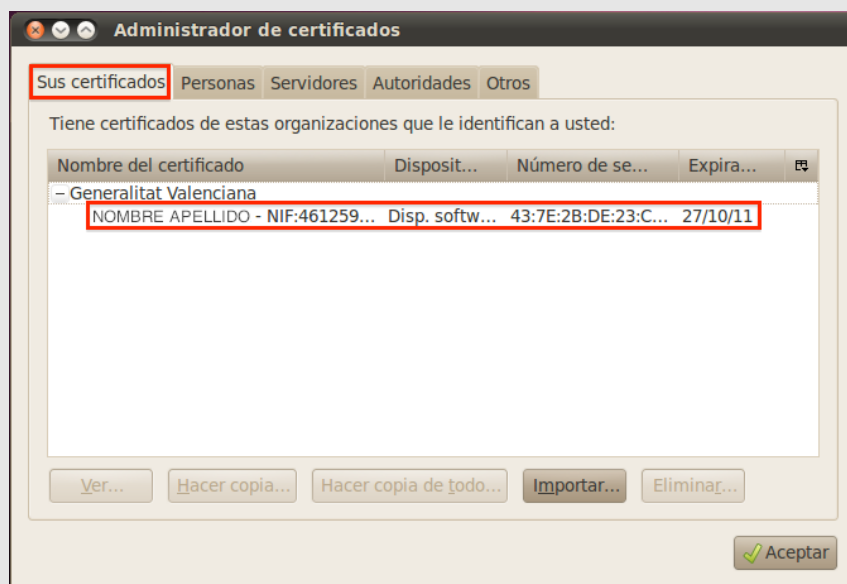 Administrador de certificados
Sus certificados Personas Servidores Autoridades Otros
Tiene certificados de estas organizaciones que le identifican a usted:
Nombre del certificado Disposit... Número de se... Expira...
Generalitat Valenciana
NOMBRE APELLIDO - NIF:461259... Disp. softw... 43:7E:2B:DE:23:C... 27/10/11
Ver... Hacer copia... Hacer copia de todo... Importar... Eliminar...
Aceptar